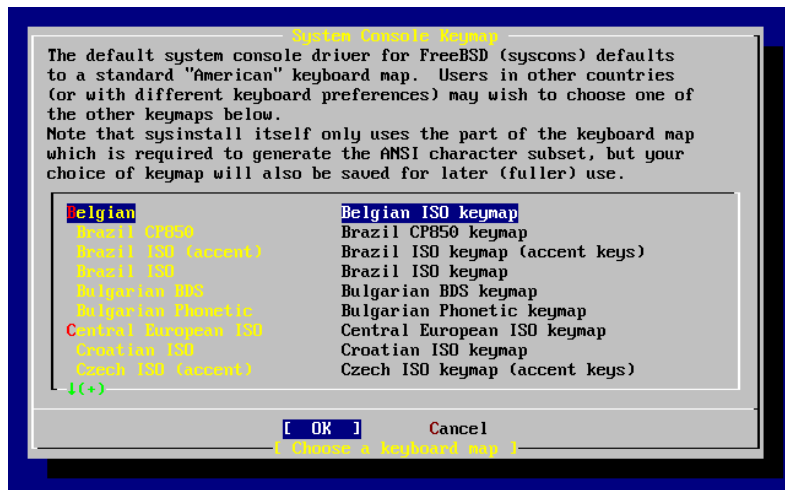 System Console Keymap
The default system console driver for FreeBSD (syscons) defaults
to a standard "American" keyboard map.  Users in other countries
(or with different keyboard preferences) may wish to choose one of
the other keymaps below.
Note that sysinstall itself only uses the part of the keyboard map
which is required to generate the ANSI character subset, but your
choice of keymap will also be saved for later (fuller) use.
Belgian Belgian ISO keymap
Brazil CP850 Brazil CP850 keymap
Brazil ISO (accent) Brazil ISO keymap (accent keys)
Brazil ISO Brazil ISO keymap
Bulgarian BDS Bulgarian BDS keymap
Bulgarian Phonetic Bulgarian Phonetic keymap
Central European ISO Central European ISO keymap
Croatian ISO Croatian ISO keymap
Czech ISO (accent) Czech ISO keymap (accent keys)
↓(+)
[ OK ] Cancel
[ Choose a keyboard map ]